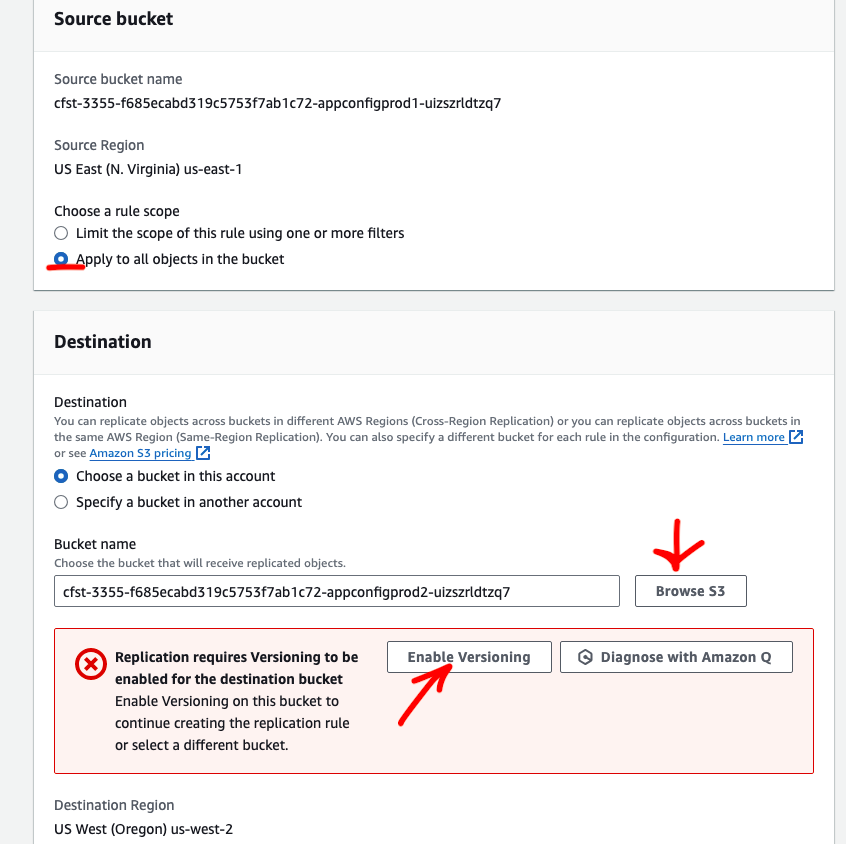 Source bucket
Source bucket name
cfst-3355-f685ecabd319c5753f7ab1c72-appconfigprod1-uizszrldtzq7
Source Region
US East (N. Virginia) us-east-1
Choose a rule scope
Limit the scope of this rule using one or more filters
Apply to all objects in the bucket
Destination
Destination
You can replicate objects across buckets in different AWS Regions (Cross-Region Replication) or you can replicate objects across buckets in
the same AWS Region (Same-Region Replication). You can also specify a different bucket for each rule in the configuration. Learn more
or see Amazon S3 pricing
Choose a bucket in this account
Specify a bucket in another account
Bucket name
Choose the bucket that will receive replicated objects.
cfst-3355-f685ecabd319c5753f7ab1c72-appconfigprod2-uizszrldtzq7
Browse S3
Replication requires Versioning to be
enabled for the destination bucket
Enable Versioning on this bucket to
continue creating the replication rule
or select a different bucket.
Enable Versioning
Diagnose with Amazon Q
Destination Region
US West (Oregon) us-west-2